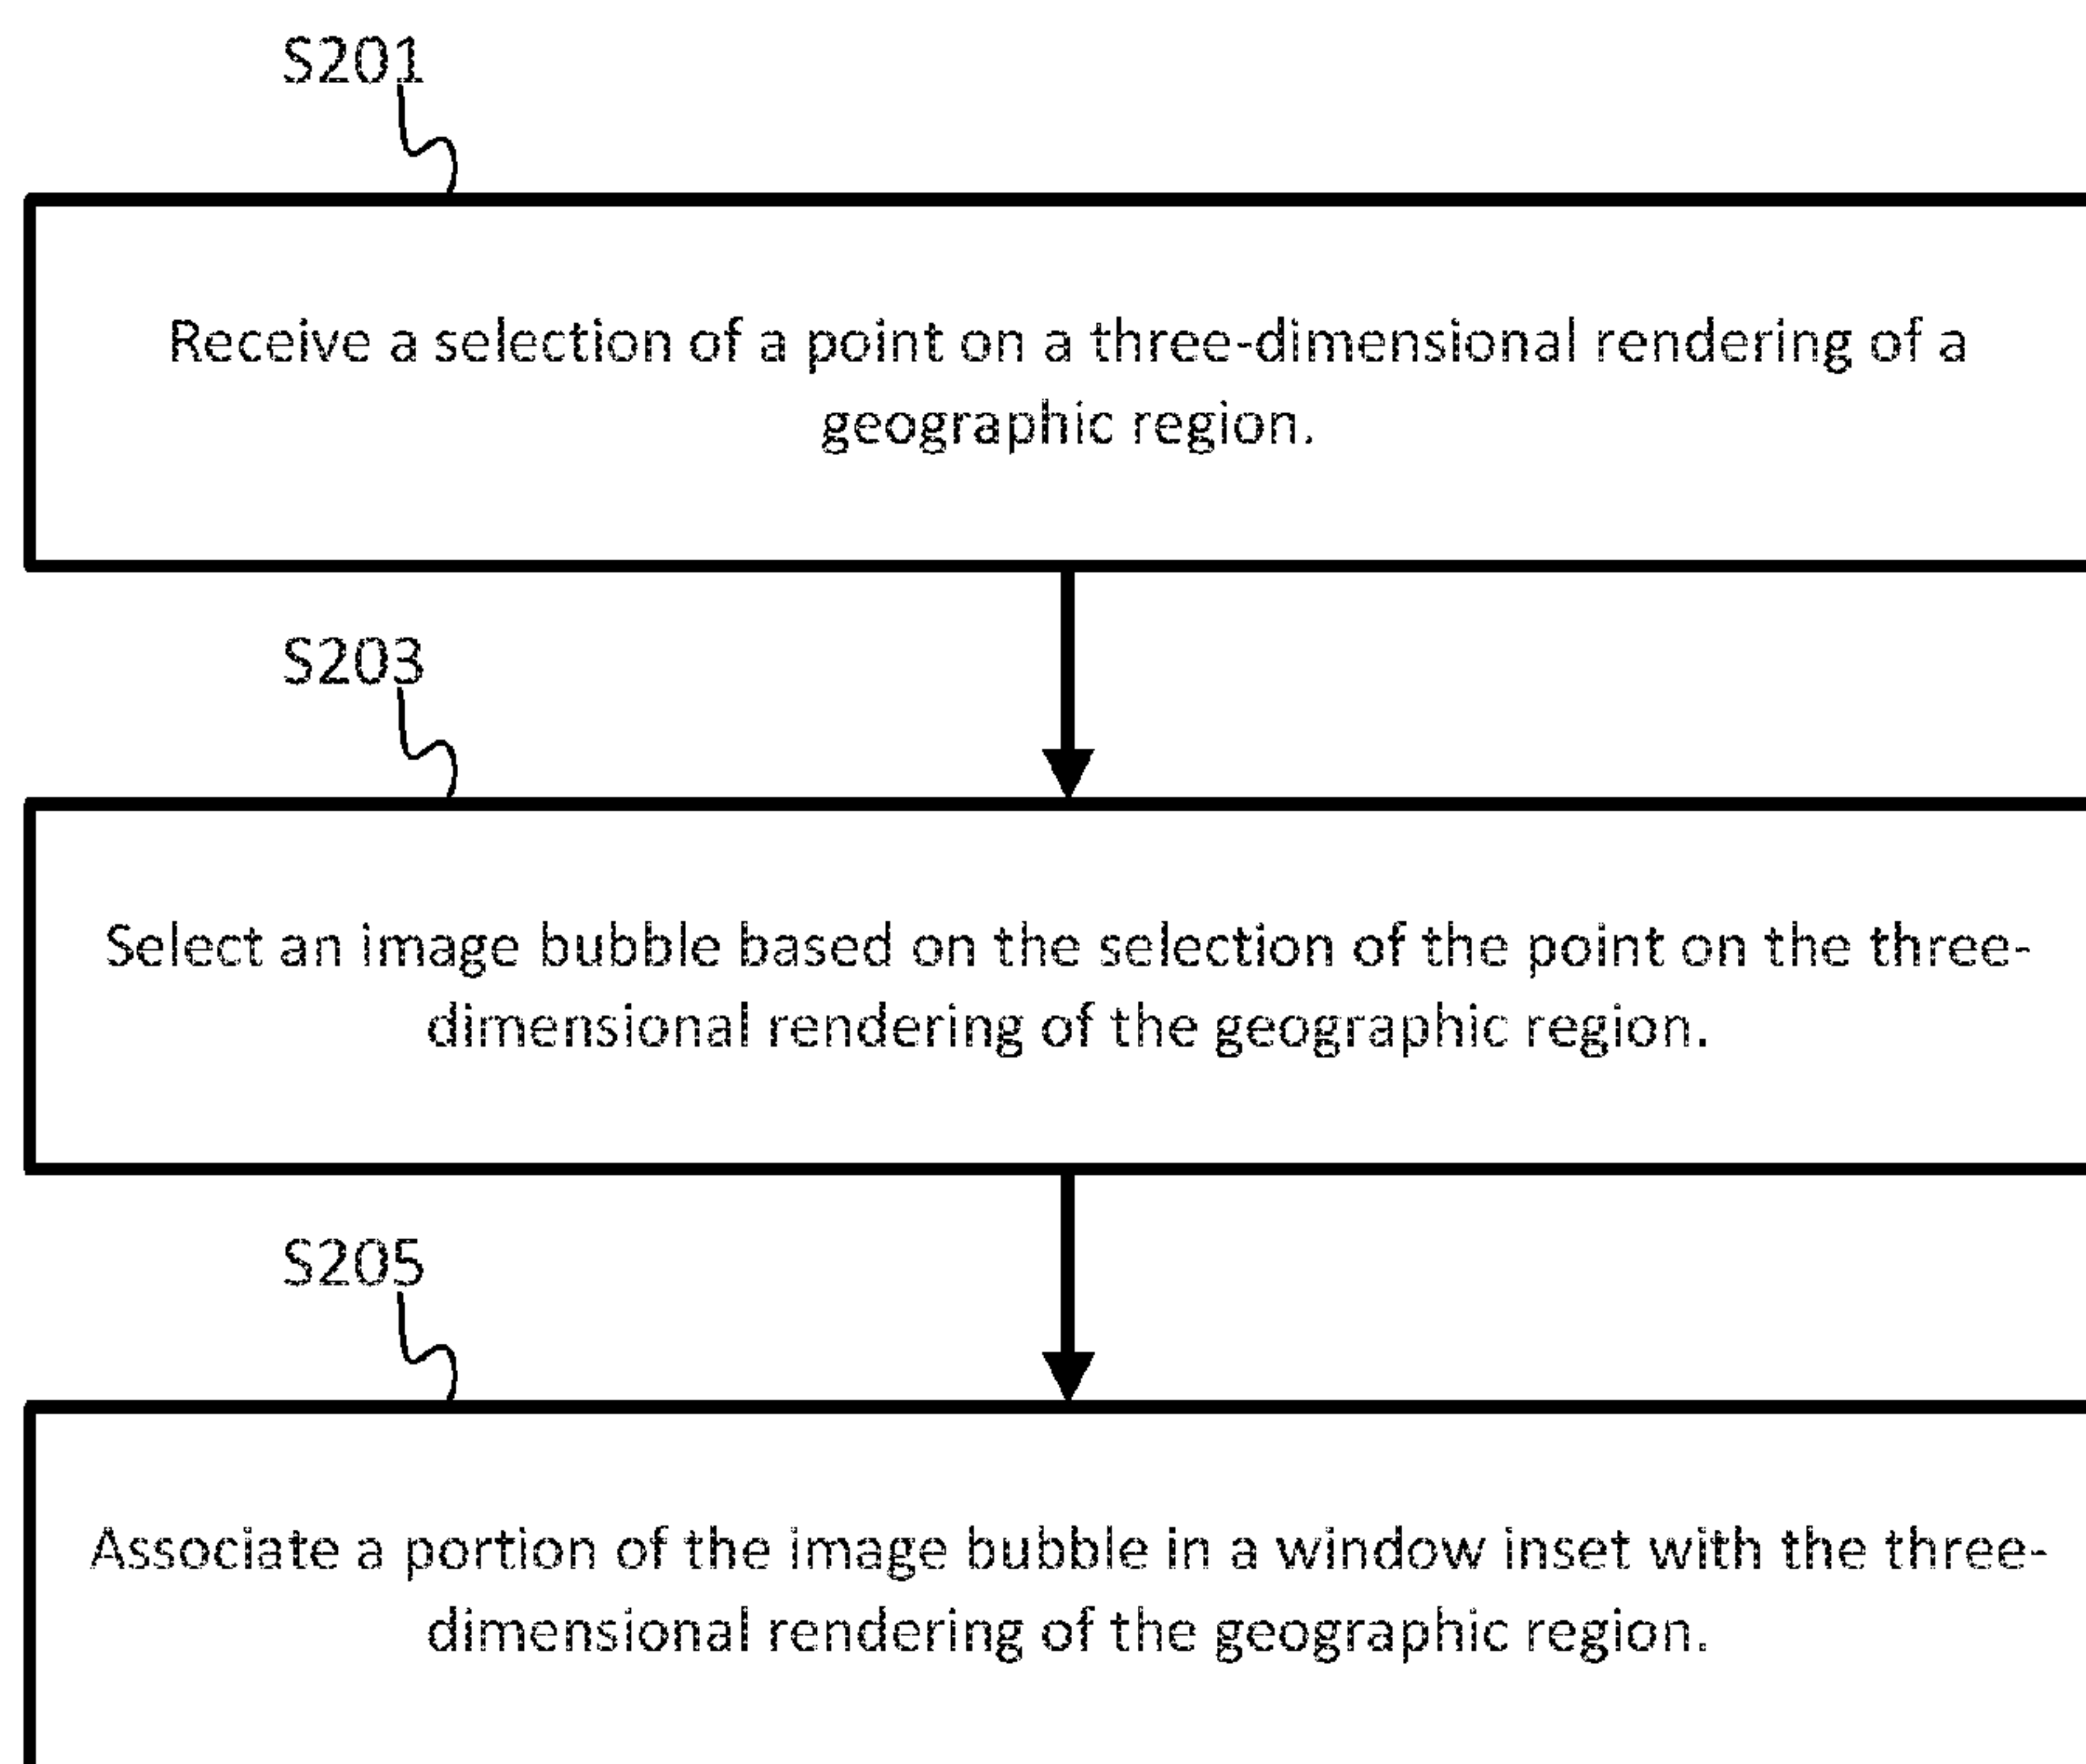 S201
Receive a selection of a point on a three-dimensional rendering of a
geographic region.
S203
Select an image bubble based on the selection of the point on the three-
dimensional rendering of the geographic region.
S205
Associate a portion of the image bubble in a window inset with the three-
dimensional rendering of the geographic region.